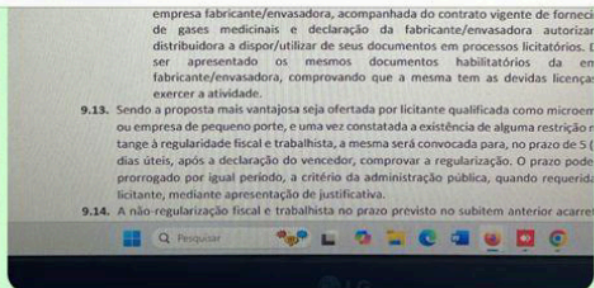 empresa fabricante/envasadora, acompanhada do contrato vigente de forneci
de gases medicinais e declaração da fabricante/envasadora autorizan
distribuidora a dispor/utilizar de seus documentos em processos licitatórios. D
ser apresentado os mesmos documentos habilitatórios da em
fabricante/envasadora, comprovando que a mesma tem as devidas licenças
exercer a atividade.
9.13. Sendo a proposta mais vantajosa seja ofertada por licitante qualificada como microem
ou empresa de pequeno porte, e uma vez constatada a existência de alguma restrição n
tange à regularidade fiscal e trabalhista, a mesma será convocada para, no prazo de 5 (
dias úteis, após a declaração do vencedor, comprovar a regularização. O prazo pode
prorrogado por igual período, a critério da administração pública, quando requerida
licitante, mediante apresentação de justificativa.
9.14. A não-regularização fiscal e trabalhista no prazo previsto no subitem anterior acarret
Pesquisar
LG